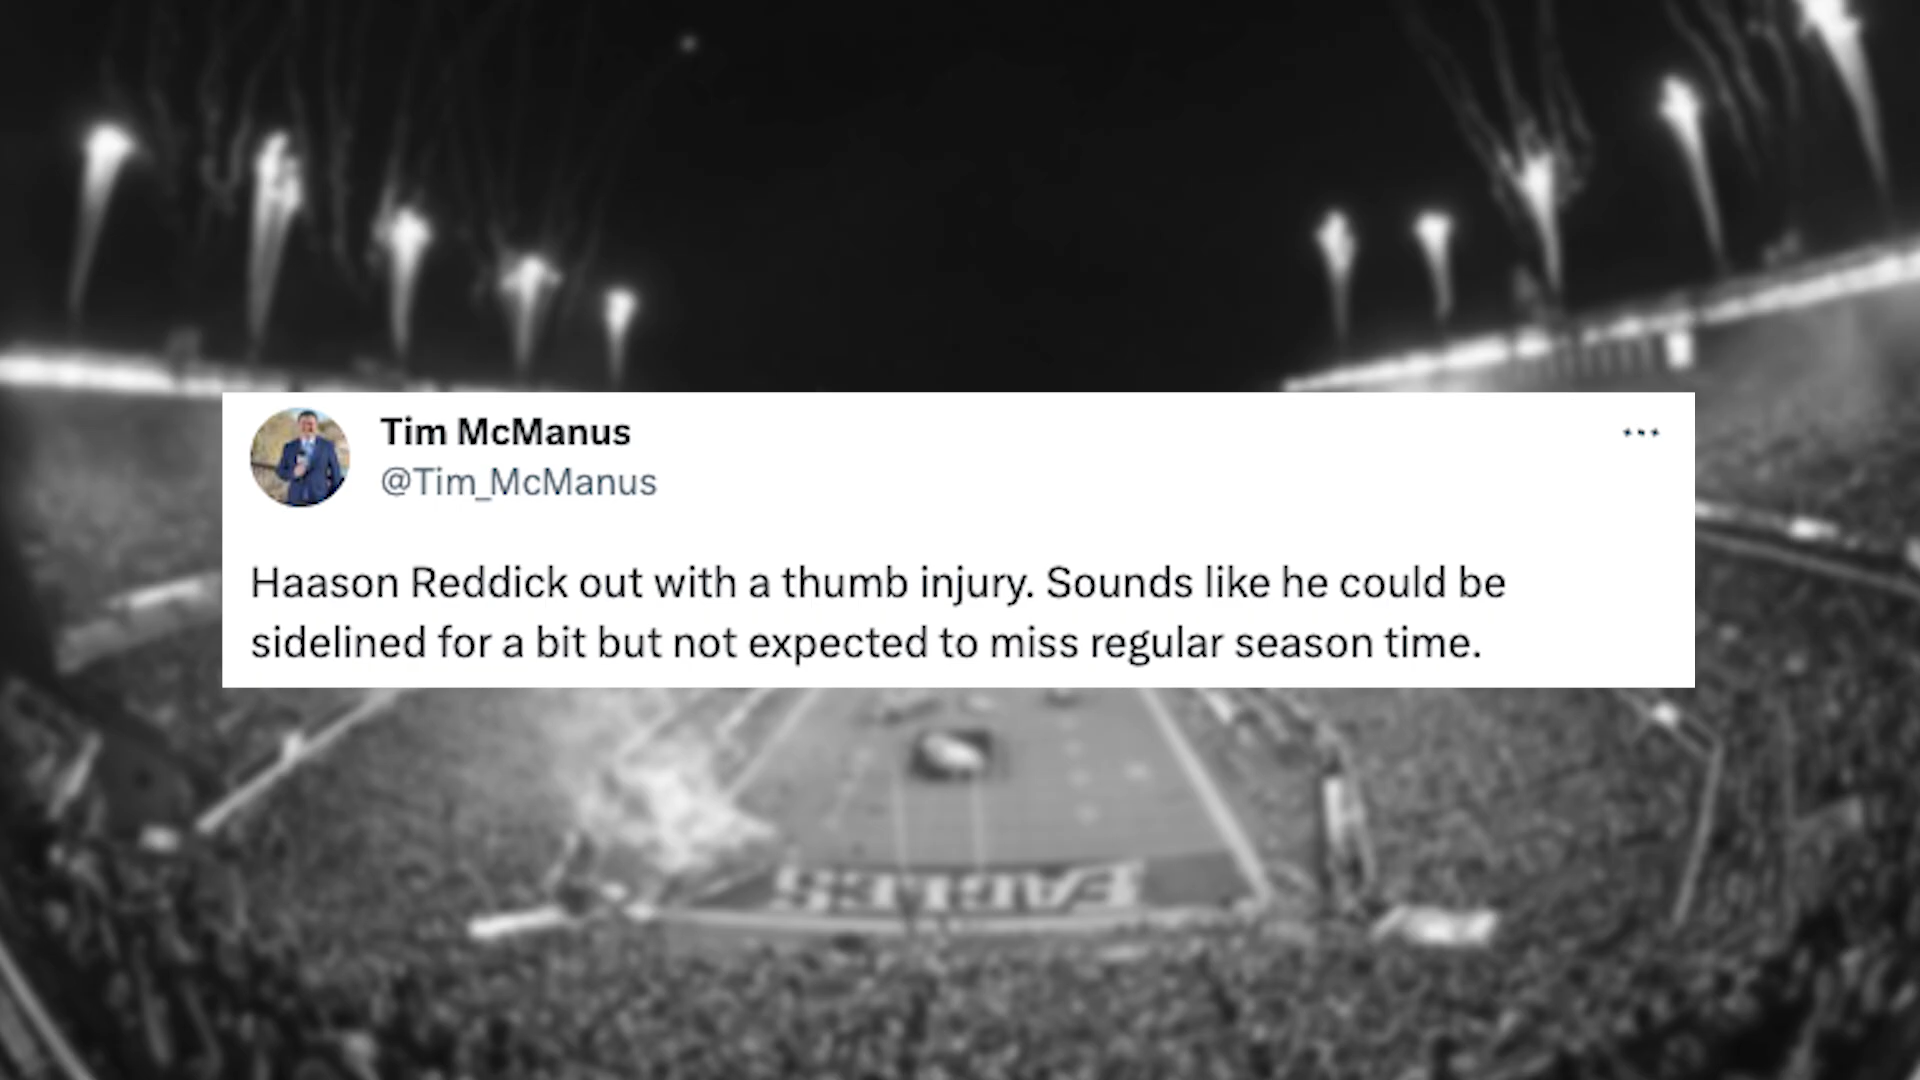 Tim McManus
@Tim_McManus
Haason Reddick out with a thumb injury. Sounds like he could be
sidelined for a bit but not expected to miss regular season time.
EAGLES